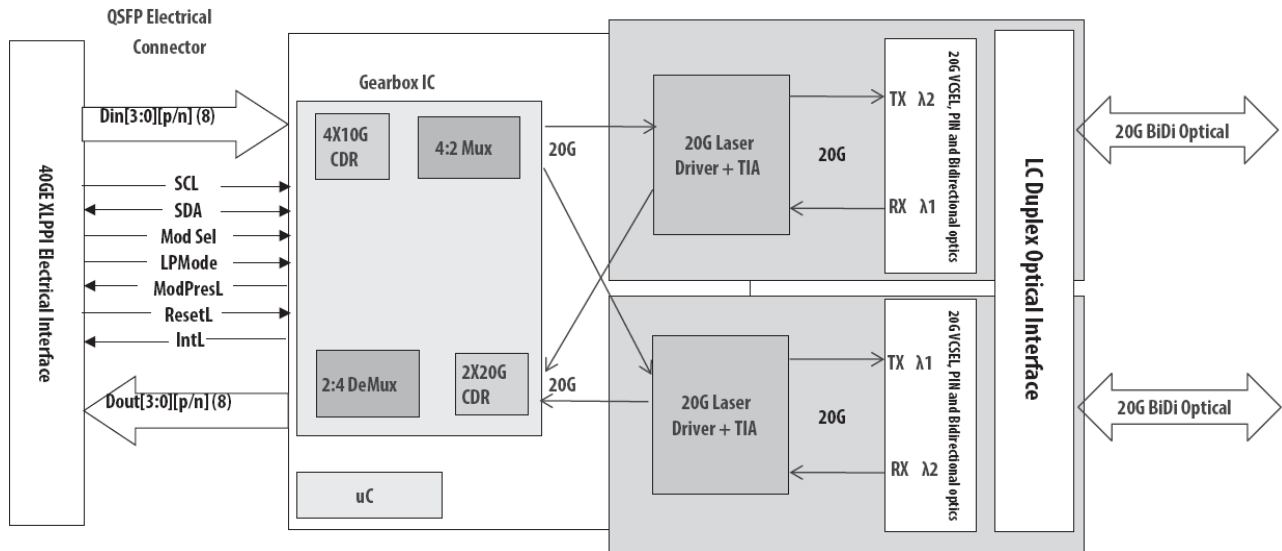 QSFP Electrical
Connector
40GE XLPPI Electrical Interface
Din[3:0][p/n] (8)
SCL
SDA
Mod Sel
LPMode
ModPresL
ResetL
IntL
Dout[3:0][p/n] (8)
Gearbox IC
4X10G
CDR
4:2 Mux
2:4 DeMux
2X20G
CDR
uC
20G
20G
20G Laser
Driver + TIA
20G
TX λ2
RX λ1
20G VCSEL, PIN and Bidirectional optics
20G Laser
Driver + TIA
20G
TX λ1
RX λ2
20G VCSEL, PIN and Bidirectional optics
LC Duplex Optical Interface
20G BiDi Optical
20G BiDi Optical